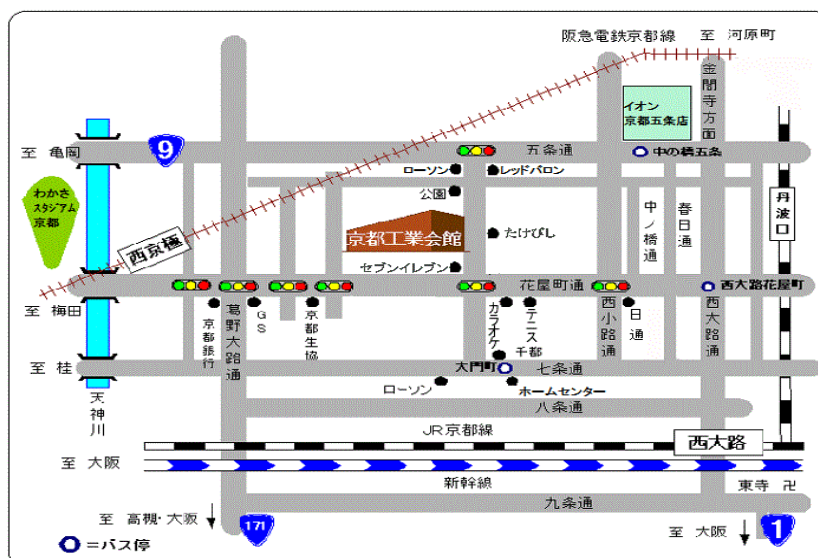 阪急電鉄京都線 至 河原町
金閣寺方面
イオン
京都五条店
至 亀岡
9
五条通
中の橋五条
ローソン
レッドバロン
公園
わかさ
スタジアム
京都
西京極
京都工業会館
たけびし
中ノ橋通
春日通
丹波口
セブンイレブン
花屋町通
西大路花屋町
至 梅田
京都銀行
葛野大路通
GS
京都生協
カラオケ
テニス
千都
西小路通
日通
西大路通
至 桂
大門町
七条通
ローソン
ホームセンター
八条通
天神川
JR京都線
西大路
至 大阪
新幹線
東寺 卍
九条通
至 高槻・大阪
171
至 大阪
1
=バス停